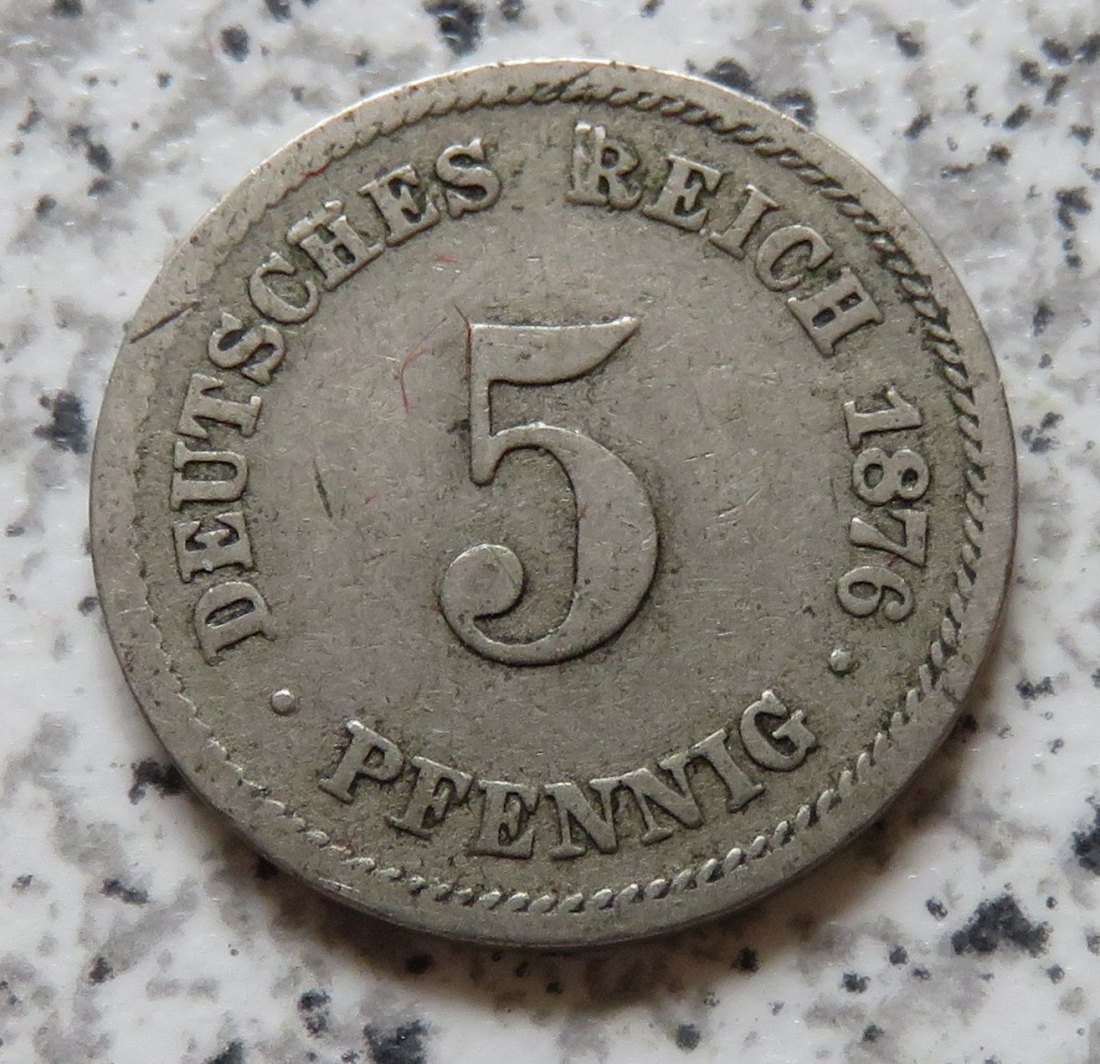 DEUTSCHES REICH 1876
5
• PFENNIG •